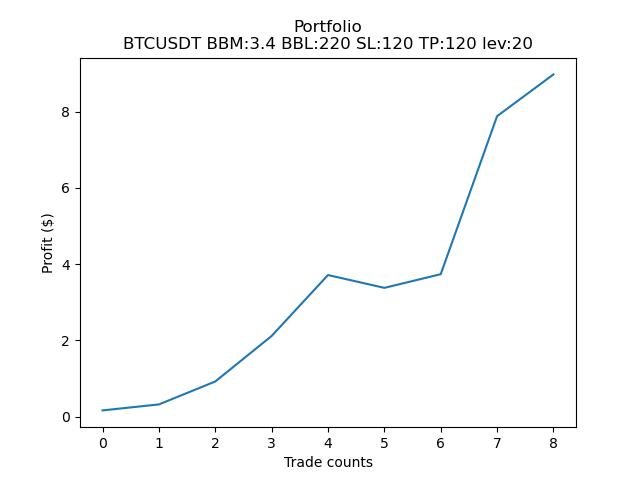 Portfolio
BTCUSDT BBM:3.4 BBL:220 SL:120 TP:120 lev:20
Profit ($)
8
6
4
2
0
0 1 2 3 4 5 6 7 8
Trade counts